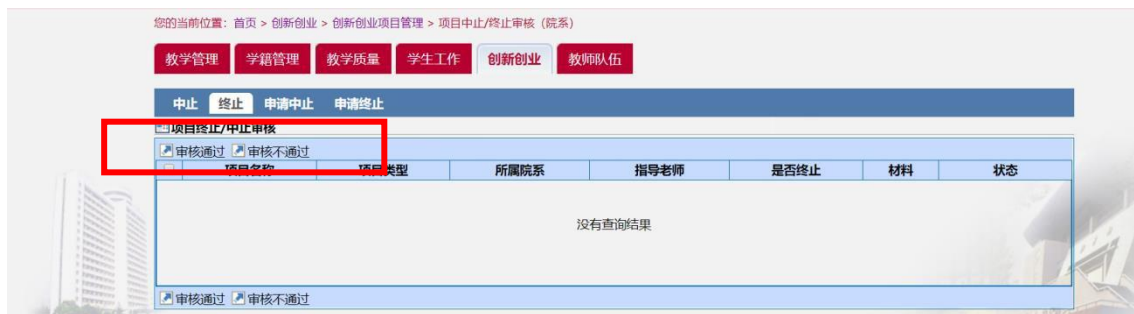 您的当前位置：首页 > 创新创业 > 创新创业项目管理 > 项目中止/终止审核（院系）
教学管理 学籍管理 教学质量 学生工作 创新创业 教师队伍
中止 终止 申请中止 申请终止
项目终止/中止审核
审核通过 审核不通过
项目名称 项目类型 所属院系 指导老师 是否终止 材料 状态
没有查询结果
审核通过 审核不通过